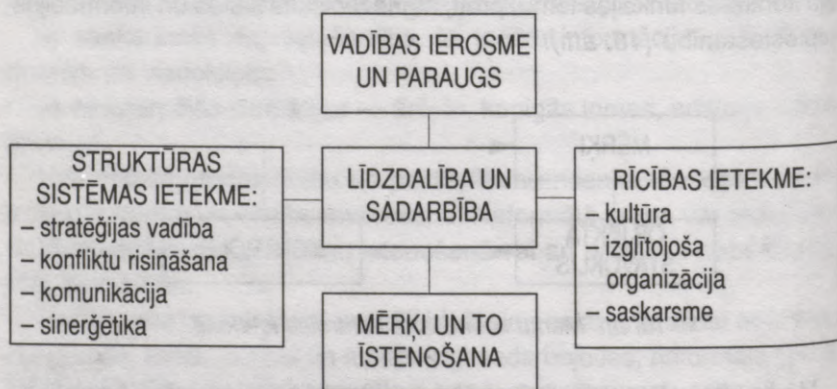 VADĪBAS IEROSME
UN PARAUGS
STRUKTŪRAS
SISTĒMAS IETEKME:
– stratēģijas vadība
– konfliktu risināšana
– komunikācija
– sinerģētika
LĪDZDALĪBA UN
SADARBĪBA
RĪCĪBAS IETEKME:
– kultūra
– izglītojoša
organizācija
– saskarsme
MĒRĶI UN TO
ĪSTENOŠANA